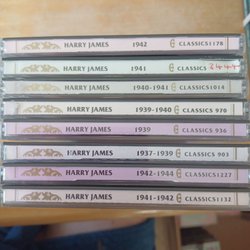 HARRY JAMES 1942 CLASSICS 1178
HARRY JAMES 1941 CLASSICS
HARRY JAMES 1940-1941 CLASSICS 1014
HARRY JAMES 1939-1940 CLASSICS 970
HARRY JAMES 1939 CLASSICS 936
HARRY JAMES 1937-1939 CLASSICS 903
HARRY JAMES 1942-1944 CLASSICS 1227
HARRY JAMES 1941-1942 CLASSICS 1132